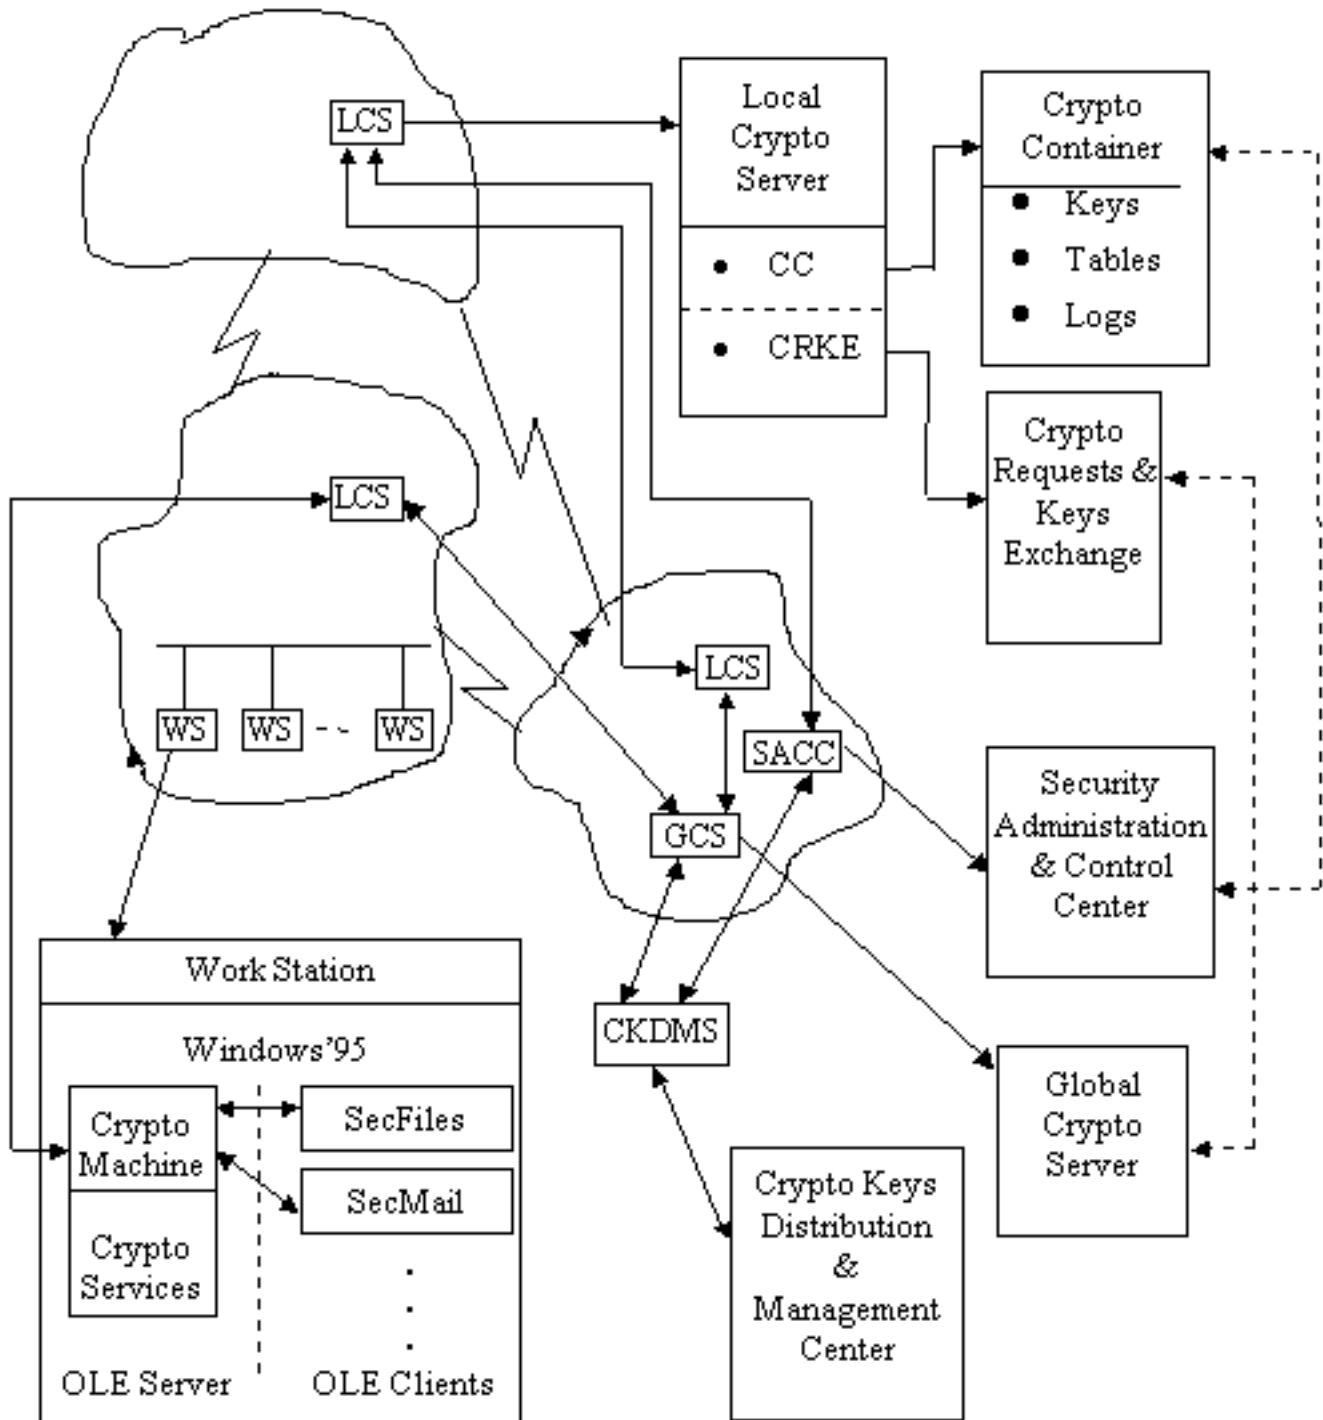 LCS
Local
Crypto
Server
• CC
• CRKE
Crypto
Container
• Keys
• Tables
• Logs
Crypto
Requests &
Keys
Exchange
LCS
WS
WS
WS
LCS
SACC
GCS
CKDMS
Security
Administration
& Control
Center
Global
Crypto
Server
Crypto Keys
Distribution
&
Management
Center
Work Station
Windows'95
Crypto
Machine
Crypto
Services
SecFiles
SecMail
OLE Server
OLE Clients